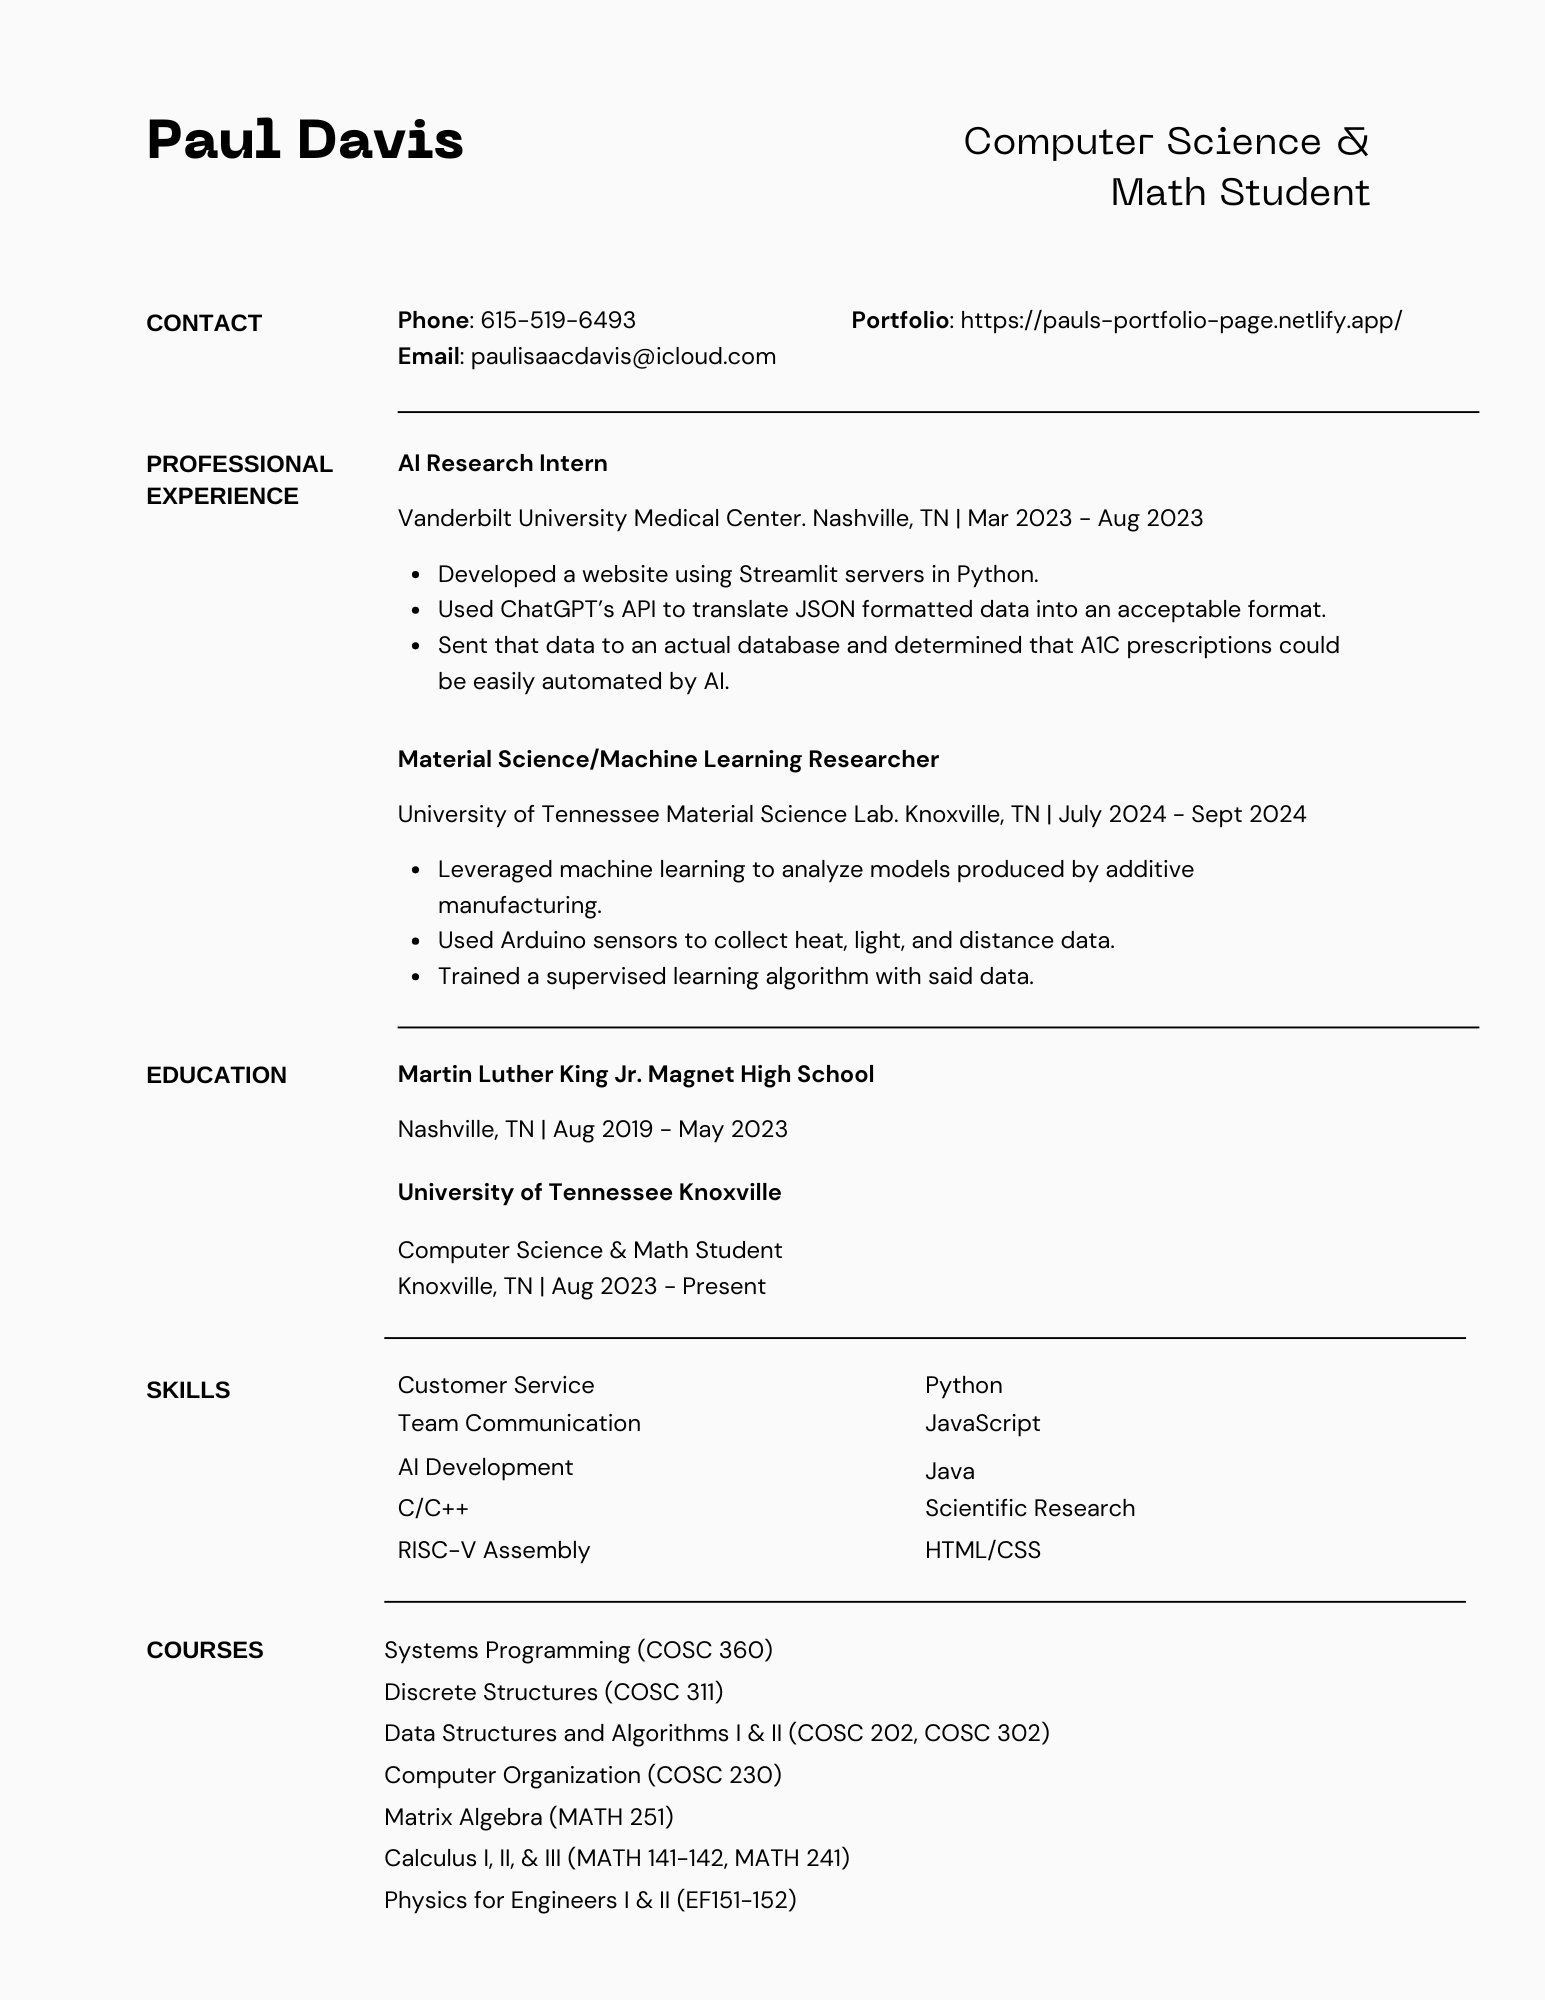 Paul Davis
Computer Science &
Math Student
CONTACT
Phone: 615-519-6493
Portfolio: https://pauls-portfolio-page.netlify.app/
Email: paulisaacdavis@icloud.com
PROFESSIONAL
EXPERIENCE
AI Research Intern
Vanderbilt University Medical Center. Nashville, TN | Mar 2023 - Aug 2023
• Developed a website using Streamlit servers in Python.
• Used ChatGPT’s API to translate JSON formatted data into an acceptable format.
• Sent that data to an actual database and determined that A1C prescriptions could
be easily automated by AI.
Material Science/Machine Learning Researcher
University of Tennessee Material Science Lab. Knoxville, TN | July 2024 - Sept 2024
• Leveraged machine learning to analyze models produced by additive
manufacturing.
• Used Arduino sensors to collect heat, light, and distance data.
• Trained a supervised learning algorithm with said data.
EDUCATION
Martin Luther King Jr. Magnet High School
Nashville, TN | Aug 2019 - May 2023
University of Tennessee Knoxville
Computer Science & Math Student
Knoxville, TN | Aug 2023 - Present
SKILLS
Customer Service
Team Communication
AI Development
C/C++
RISC-V Assembly
Python
JavaScript
Java
Scientific Research
HTML/CSS
COURSES
Systems Programming (COSC 360)
Discrete Structures (COSC 311)
Data Structures and Algorithms I & II (COSC 202, COSC 302)
Computer Organization (COSC 230)
Matrix Algebra (MATH 251)
Calculus I, II, & III (MATH 141-142, MATH 241)
Physics for Engineers I & II (EF151-152)